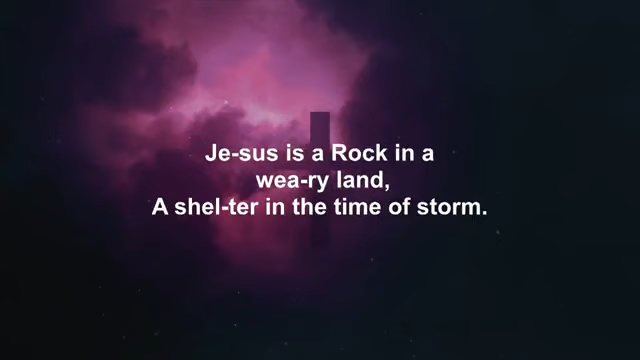 Je-sus is a Rock in a
wea-ry land,
A shel-ter in the time of storm.